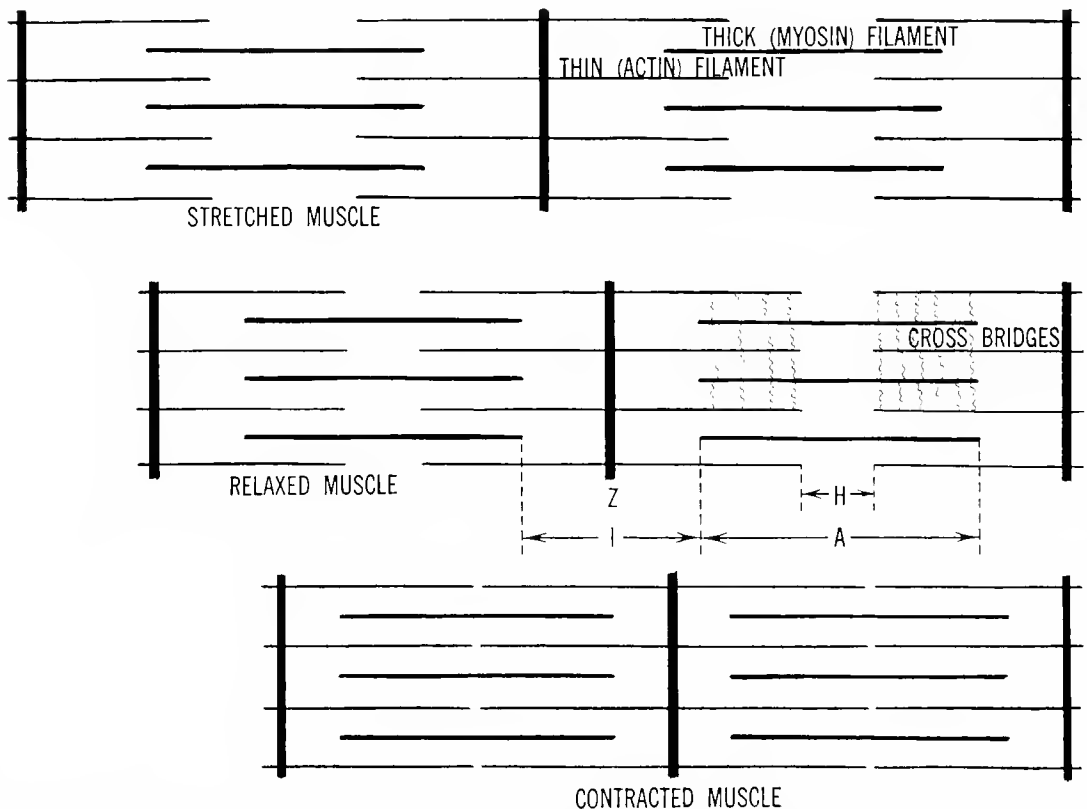 THICK (MYOSIN) FILAMENT
THIN (ACTIN) FILAMENT
STRETCHED MUSCLE
CROSS BRIDGES
RELAXED MUSCLE
Z
H
I
A
CONTRACTED MUSCLE